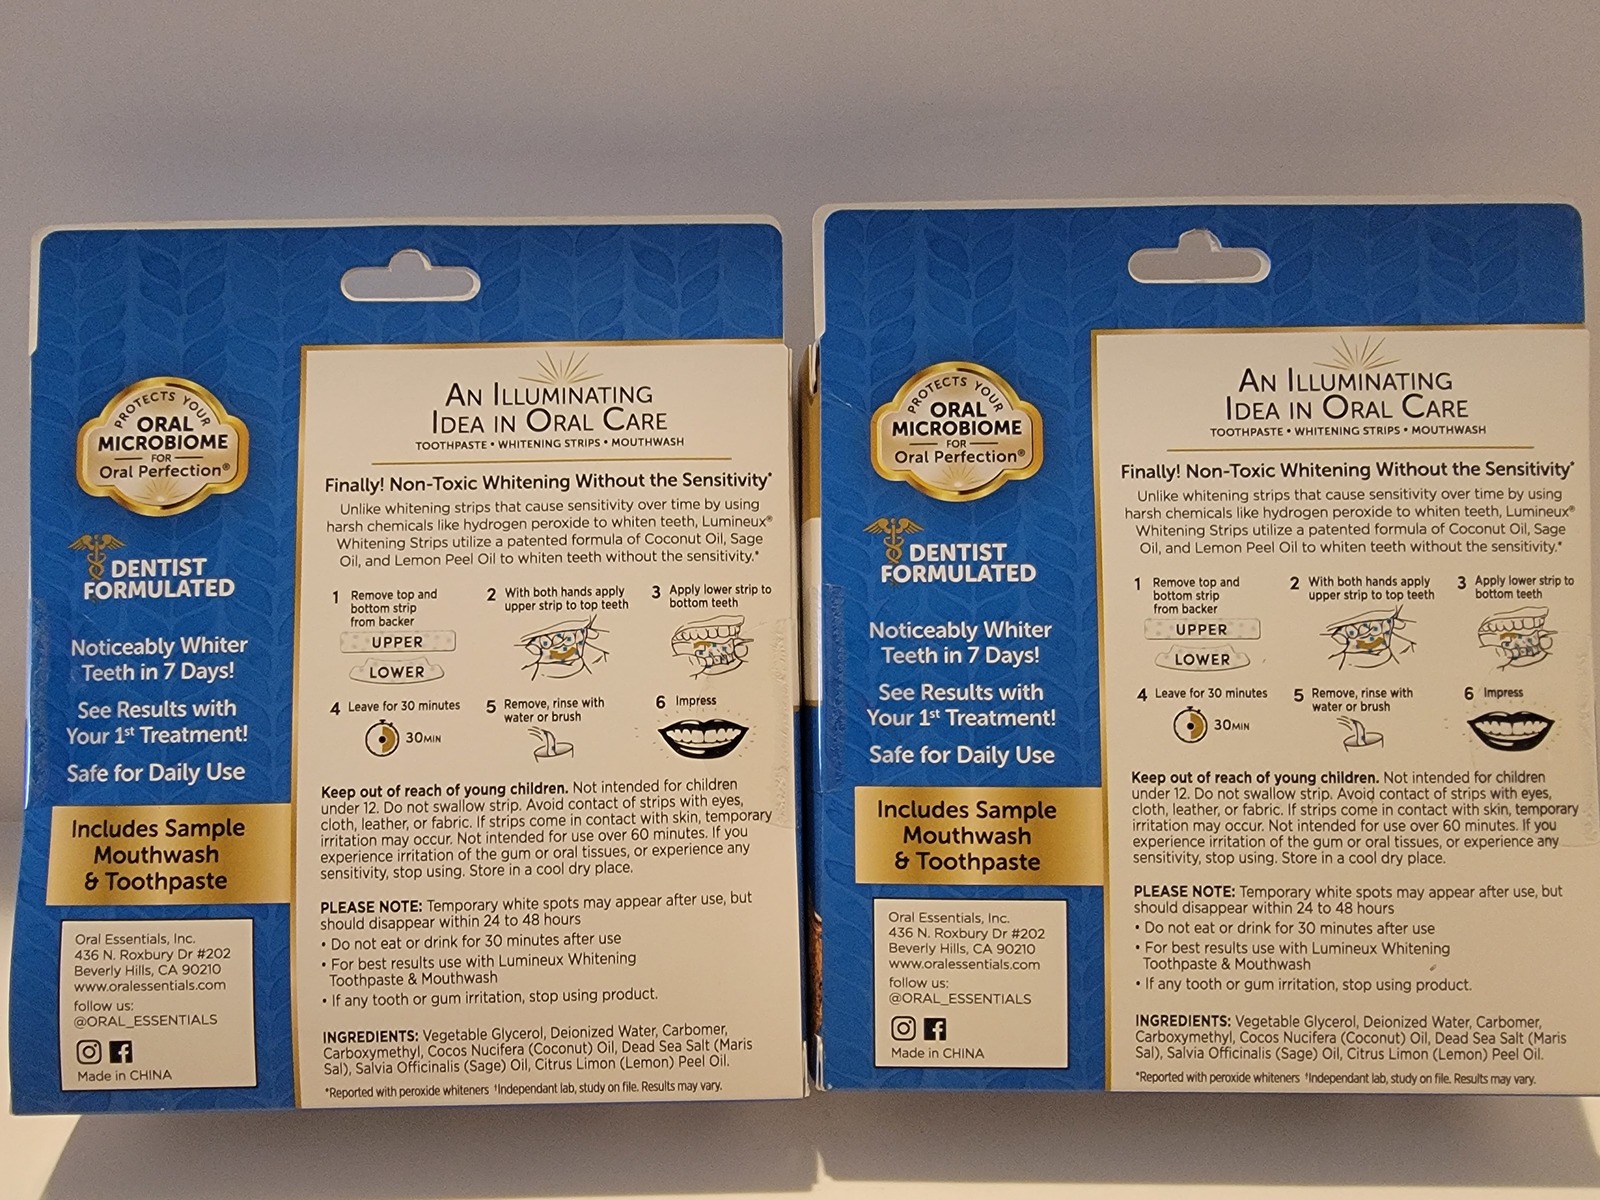 PROTECTS YOUR
ORAL
MICROBIOME
FOR
Oral Perfection®
DENTIST
FORMULATED
Noticeably Whiter
Teeth in 7 Days!
See Results with
Your 1st Treatment!
Safe for Daily Use
Includes Sample
Mouthwash
& Toothpaste
Oral Essentials, Inc.
436 N. Roxbury Dr #202
Beverly Hills, CA 90210
www.oralessentials.com
follow us:
@ORAL_ESSENTIALS
Made in CHINA
AN ILLUMINATING
IDEA IN ORAL CARE
TOOTHPASTE • WHITENING STRIPS • MOUTHWASH
Finally! Non-Toxic Whitening Without the Sensitivity*
Unlike whitening strips that cause sensitivity over time by using
harsh chemicals like hydrogen peroxide to whiten teeth, Lumineux®
Whitening Strips utilize a patented formula of Coconut Oil, Sage
Oil, and Lemon Peel Oil to whiten teeth without the sensitivity.*
1 Remove top and
bottom strip
from backer
UPPER
LOWER
2 With both hands apply
upper strip to top teeth
3 Apply lower strip to
bottom teeth
4 Leave for 30 minutes
30MIN
5 Remove, rinse with
water or brush
6 Impress
Keep out of reach of young children. Not intended for children
under 12. Do not swallow strip. Avoid contact of strips with eyes,
cloth, leather, or fabric. If strips come in contact with skin, temporary
irritation may occur. Not intended for use over 60 minutes. If you
experience irritation of the gum or oral tissues, or experience any
sensitivity, stop using. Store in a cool dry place.
PLEASE NOTE: Temporary white spots may appear after use, but
should disappear within 24 to 48 hours
• Do not eat or drink for 30 minutes after use
• For best results use with Lumineux Whitening
Toothpaste & Mouthwash
• If any tooth or gum irritation, stop using product.
INGREDIENTS: Vegetable Glycerol, Deionized Water, Carbomer,
Carboxymethyl, Cocos Nucifera (Coconut) Oil, Dead Sea Salt (Maris
Sal), Salvia Officinalis (Sage) Oil, Citrus Limon (Lemon) Peel Oil.
*Reported with peroxide whiteners †Independant lab, study on file. Results may vary.
PROTECTS YOUR
ORAL
MICROBIOME
FOR
Oral Perfection®
DENTIST
FORMULATED
Noticeably Whiter
Teeth in 7 Days!
See Results with
Your 1st Treatment!
Safe for Daily Use
Includes Sample
Mouthwash
& Toothpaste
Oral Essentials, Inc.
436 N. Roxbury Dr #202
Beverly Hills, CA 90210
www.oralessentials.com
follow us:
@ORAL_ESSENTIALS
Made in CHINA
AN ILLUMINATING
IDEA IN ORAL CARE
TOOTHPASTE • WHITENING STRIPS • MOUTHWASH
Finally! Non-Toxic Whitening Without the Sensitivity*
Unlike whitening strips that cause sensitivity over time by using
harsh chemicals like hydrogen peroxide to whiten teeth, Lumineux®
Whitening Strips utilize a patented formula of Coconut Oil, Sage
Oil, and Lemon Peel Oil to whiten teeth without the sensitivity.*
1 Remove top and
bottom strip
from backer
UPPER
LOWER
2 With both hands apply
upper strip to top teeth
3 Apply lower strip to
bottom teeth
4 Leave for 30 minutes
30MIN
5 Remove, rinse with
water or brush
6 Impress
Keep out of reach of young children. Not intended for children
under 12. Do not swallow strip. Avoid contact of strips with eyes,
cloth, leather, or fabric. If strips come in contact with skin, temporary
irritation may occur. Not intended for use over 60 minutes. If you
experience irritation of the gum or oral tissues, or experience any
sensitivity, stop using. Store in a cool dry place.
PLEASE NOTE: Temporary white spots may appear after use, but
should disappear within 24 to 48 hours
• Do not eat or drink for 30 minutes after use
• For best results use with Lumineux Whitening
Toothpaste & Mouthwash
• If any tooth or gum irritation, stop using product.
INGREDIENTS: Vegetable Glycerol, Deionized Water, Carbomer,
Carboxymethyl, Cocos Nucifera (Coconut) Oil, Dead Sea Salt (Maris
Sal), Salvia Officinalis (Sage) Oil, Citrus Limon (Lemon) Peel Oil.
*Reported with peroxide whiteners †Independant lab, study on file. Results may vary.